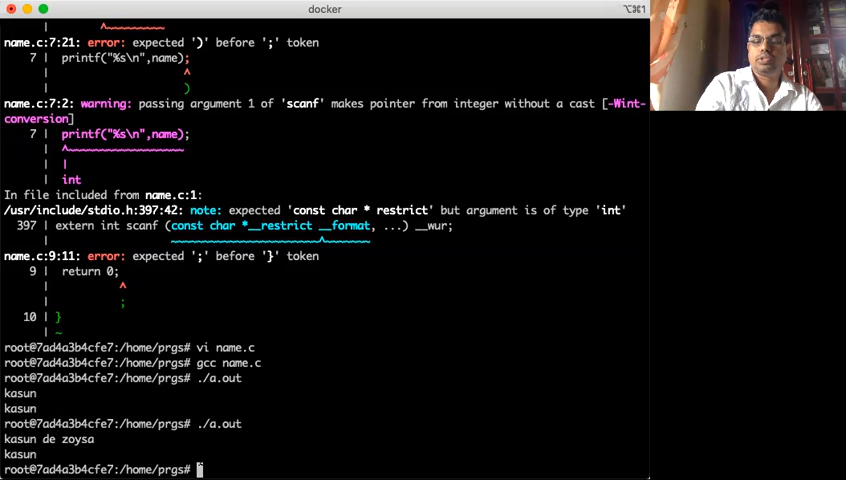 docker
⌥⌘1
| ^~~~~~~~~~
name.c:7:21: error: expected ')' before ';' token
7 | printf("%s\n",name);
| ^
| )
name.c:7:2: warning: passing argument 1 of 'scanf' makes pointer from integer without a cast [-Wint-
conversion]
7 | printf("%s\n",name);
| ^~~~~~~~~~~~~~~~~~~
| |
| int
In file included from name.c:1:
/usr/include/stdio.h:397:42: note: expected 'const char * restrict' but argument is of type 'int'
397 | extern int scanf (const char *__restrict __format, ...) __wur;
| ~~~~~~~~~~~~~~~~~~~~~~~~^~~~~~~~
name.c:9:11: error: expected ';' before '}' token
9 | return 0;
| ^
| ;
10 | }
| ~
root@7ad4a3b4cfe7:/home/prgs# vi name.c
root@7ad4a3b4cfe7:/home/prgs# gcc name.c
root@7ad4a3b4cfe7:/home/prgs# ./a.out
kasun
kasun
root@7ad4a3b4cfe7:/home/prgs# ./a.out
kasun de zoysa
kasun
root@7ad4a3b4cfe7:/home/prgs#